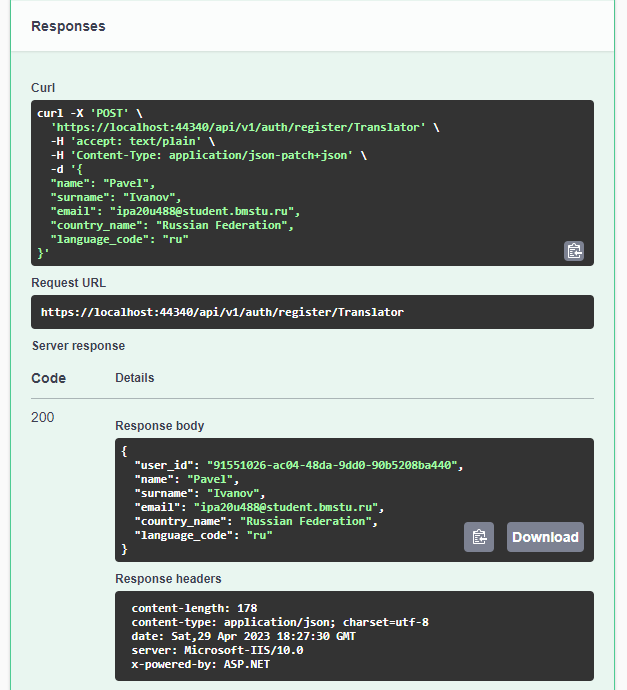 Responses
Curl
curl -X 'POST' \
'https://localhost:44340/api/v1/auth/register/Translator' \
-H 'accept: text/plain' \
-H 'Content-Type: application/json-patch+json' \
-d '{
"name": "Pavel",
"surname": "Ivanov",
"email": "ipa20u488@student.bmstu.ru",
"country_name": "Russian Federation",
"language_code": "ru"
}'
Request URL
https://localhost:44340/api/v1/auth/register/Translator
Server response
Code Details
200
Response body
{
"user_id": "91551026-ac04-48da-9dd0-90b5208ba440",
"name": "Pavel",
"surname": "Ivanov",
"email": "ipa20u488@student.bmstu.ru",
"country_name": "Russian Federation",
"language_code": "ru"
}
Download
Response headers
content-length: 178
content-type: application/json; charset=utf-8
date: Sat,29 Apr 2023 18:27:30 GMT
server: Microsoft-IIS/10.0
x-powered-by: ASP.NET